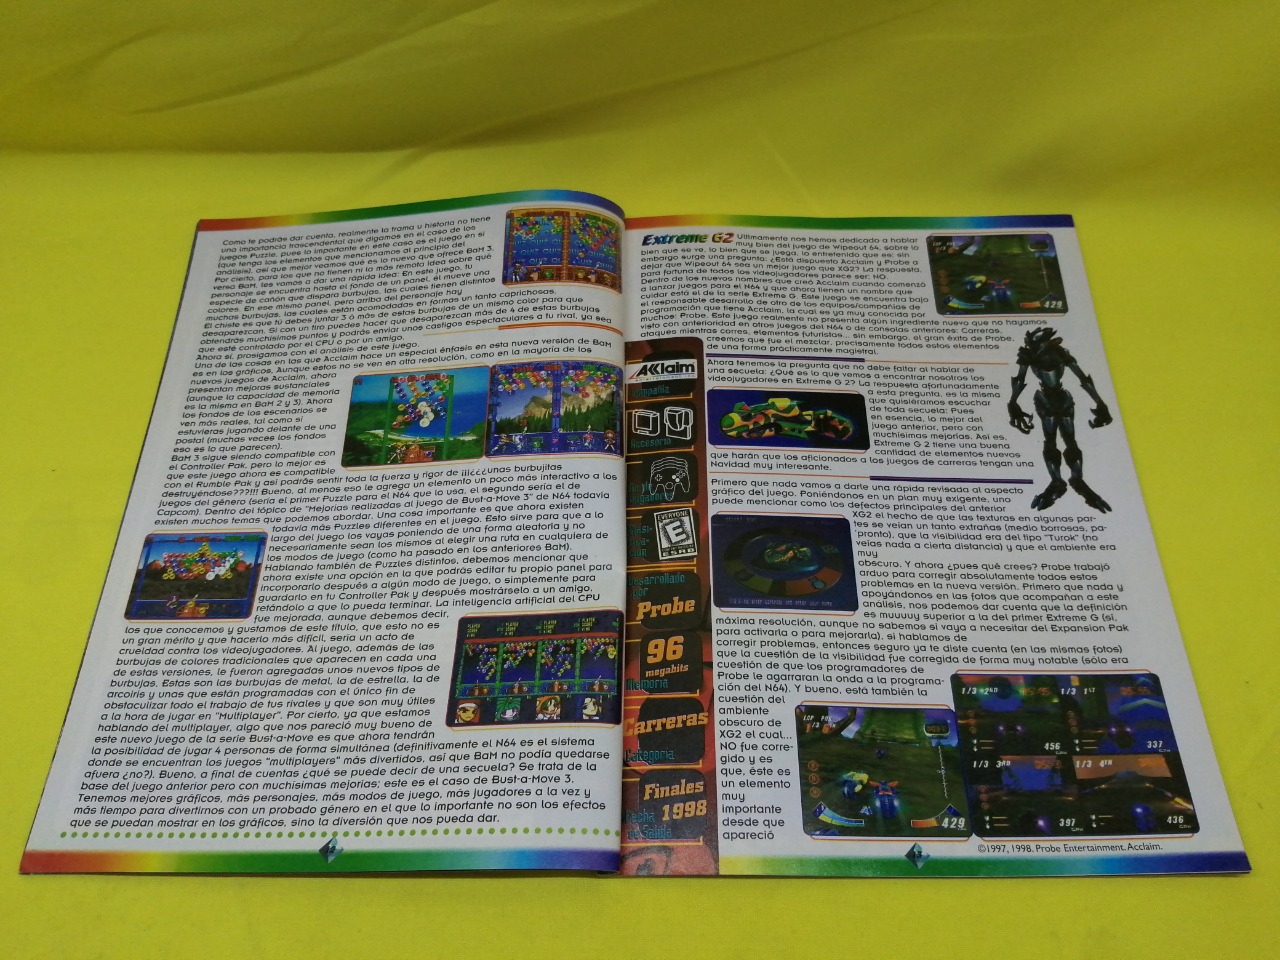 Como te podrás dar cuenta, realmente la trama u historia no tiene
una importancia trascendental que digamos en el caso de los
juegos Puzzle, pues lo importante en este caso es el juego en sí
(que tenga los elementos que mencionamos al principio del
análisis), así que mejor veamos qué es lo nuevo que ofrece BaM 3.
Por cierto, para los que no tienen ni la más remota idea sobre qué
versa BaM, les vamos a dar una rápida idea: En este juego, tu
personaje se encuentra hasta el fondo de un panel, él mueve una
especie de cañón que dispara burbujas, las cuales tienen distintos
colores. En ese mismo panel, pero arriba del personaje hay
muchas burbujas, las cuales están acodadas en formas un tanto caprichosas.
El chiste es que tú debes juntar 3 ó más de estas burbujas de un mismo color para que
desaparezcan. Si con un tiro puedes hacer que desaparezcan más de 4 de estas burbujas
obtendrás muchísimos puntos y podrás enviar unos castigos espectaculares a tu rival, ya sea
que esté controlado por el CPU o por un amigo.
Ahora sí, prosigamos con el análisis de este juego.
Una de las cosas en las que Acclaim hace un especial énfasis en esta nueva versión de BaM
es en los gráficos. Aunque estos no se ven en alta resolución, como en la mayoría de los
nuevos juegos de Acclaim, ahora
presentan mejoras sustanciales
(aunque la capacidad de memoria
es la misma en BaM 2 y 3). Ahora
los fondos de los escenarios se
ven más reales, tal como si
estuvieras jugando delante de una
postal (muchas veces los fondos
eso es lo que parecen).
BaM 3 sigue siendo compatible con
el Controller Pak, pero lo mejor es
que este juego ahora es compatible
con el Rumble Pak y así podrás sentir toda la fuerza y rigor de ¡¡¡¿¿¿unas burbujitas
destruyéndose???!!! Bueno, al menos eso le agrega un elemento un poco más interactivo a los
juegos del género (sería el primer Puzzle para el N64 que lo usa, el segundo sería el de
Capcom). Dentro del tópico de "Mejorías realizadas al juego de Bust-a-Move 3" de N64 todavía
existen muchos temas que podemos abordar. Una cosa importante es que ahora existen
todavía más Puzzles diferentes en el juego. Esto sirve para que a lo
largo del juego los vayas poniendo de una forma aleatoria y no
necesariamente sean los mismos al elegir una ruta en cualquiera de
los modos de juego (como ha pasado en los anteriores BaM).
Hablando también de Puzzles distintos, debemos mencionar que
ahora existe una opción en la que podrás editar tu propio panel para
incorporarlo después a algún modo de juego, o simplemente para
guardarlo en tu Controller Pak y después mostrárselo a un amigo,
retándolo a que lo pueda terminar. La inteligencia artificial del CPU
fue mejorada, aunque debemos decir,
los que conocemos y gustamos de este título, que esto no es
un gran mérito y que hacerlo más difícil, sería un acto de
crueldad contra los videojugadores. Al juego, además de las
burbujas de colores tradicionales que aparecen en cada una
de estas versiones, le fueron agregadas unos nuevos tipos de
burbujas. Estas son las burbujas de metal, la de estrella, la de
arcoiris y unas que están programadas con el único fin de
obstaculizar todo el trabajo de tus rivales y que son muy útiles
a la hora de jugar en "Multiplayer". Por cierto, ya que estamos
hablando del multiplayer, algo que nos pareció muy bueno de
este nuevo juego de la serie Bust-a-Move es que ahora tendrán
la posibilidad de jugar 4 personas de forma simultánea (definitivamente el N64 es el sistema
donde se encuentran los juegos "multiplayers" más divertidos, así que BaM no podía quedarse
afuera ¿no?). Bueno, a final de cuentas ¿qué se puede decir de una secuela? Se trata de la
base del juego anterior pero con muchísimas mejorías; este es el caso de Bust-a-Move 3.
Tenemos mejores gráficos, más personajes, más modos de juego, más jugadores a la vez y
más tiempo para divertirnos con un probado género en el que lo importante no son los efectos
que se puedan mostrar en los gráficos, sino la diversión que nos pueda dar.
Extreme G2
Ultimamente nos hemos dedicado a hablar
muy bien del juego de Wipeout 64, sobre lo
bien que se ve, lo bien que se juega, lo entretenido que es; sin
embargo surge una pregunta: ¿Está dispuesto Acclaim y Probe a
dejar que Wipeout 64 sea un mejor juego que XG2? La respuesta,
para fortuna de todos los videojugadores parece ser: NO.
Dentro de los nuevos nombres que creó Acclaim cuando comenzó
a lanzar juegos para el N64 y que ahora tienen un nombre que
cuidar está el de la serie Extreme G. Este juego se encuentra bajo
el responsable desarrollo de otro de los equipos/compañías de
programación que tiene Acclaim, la cual es ya muy conocida por
muchos: Probe. Este juego realmente no presenta algún ingrediente nuevo que no hayamos
visto con anterioridad en otros juegos del N64 o de consolas anteriores: Carreras,
ataques mientras corres, elementos futuristas... sin embargo, el gran éxito de Probe,
creemos que fue el mezclar, precisamente todos estos elementos
de una forma prácticamente magistral.
Ahora tenemos la pregunta que no debe faltar al hablar de
una secuela: ¿Qué es lo que vamos a encontrar nosotros los
videojugadores en Extreme G 2? La respuesta afortunadamente
a esta pregunta, es la misma
que quisiéramos escuchar
de toda secuela: Pues
en esencia, lo mejor del
juego anterior, pero con
muchísimas mejorías. Así es,
Extreme G 2 tiene una buena
cantidad de elementos nuevos
que harán que los aficionados a los juegos de carreras tengan una
Navidad muy interesante.
Primero que nada vamos a darle una rápida revisada al aspecto
gráfico del juego. Poniéndonos en un plan muy exigente, uno
puede mencionar como los defectos principales del anterior
XG2 el hecho de que las texturas en algunas par-
tes se veían un tanto extrañas (medio borrosas, pa'
pronto), que la visibilidad era del tipo "Turok" (no
veías nada a cierta distancia) y que el ambiente era
muy
obscuro. Y ahora ¿pues qué crees? Probe trabajó
arduo para corregir absolutamente todos estos
problemas en la nueva versión. Primero que nada y
apoyándonos en las fotos que acompañan a este
análisis, nos podemos dar cuenta que la definición
es muuuuy superior a la del primer Extreme G (sí,
máxima resolución, aunque no sabemos si vaya a necesitar del Expansion Pak
para activarla o para mejorarla), si hablamos de
corregir problemas, entonces seguro ya te diste cuenta (en las mismas fotos)
que la cuestión de la visibilidad fue corregida de forma muy notable (sólo era
cuestión de que los programadores de
Probe le agarraran la onda a la programa-
ción del N64). Y bueno, está también la
cuestión del
ambiente
obscuro de
XG2 el cual...
NO fue corre-
gido y es
que, éste es
un elemento
muy
importante
desde que
apareció
Acclaim
Compañía
Accesorio
EVERYONE
E
ESRB
Desarrollado
por
Probe
96
megabits
Memoria
Carreras
Categoría
Finales
1998
Fecha
de Salida
429
1/3 2ND
1/3 1ST
456
337
1/3 3RD
1/3 4TH
397
436
429
©1997, 1998. Probe Entertainment. Acclaim.